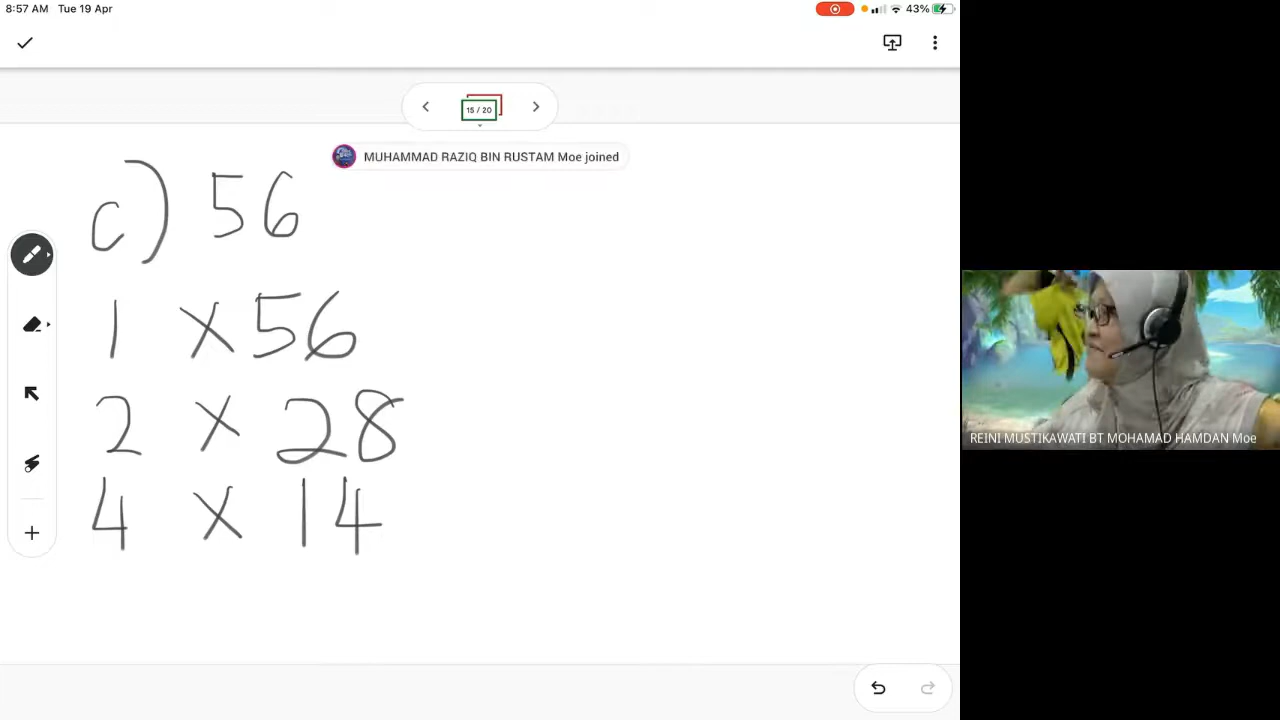 8:57 AM Tue 19 Apr
43%
15 / 20
MUHAMMAD RAZIQ BIN RUSTAM Moe joined
c) 56
1 × 56
2 × 28
4 × 14
REINI MUSTIKAWATI BT MOHAMAD HAMDAN Moe